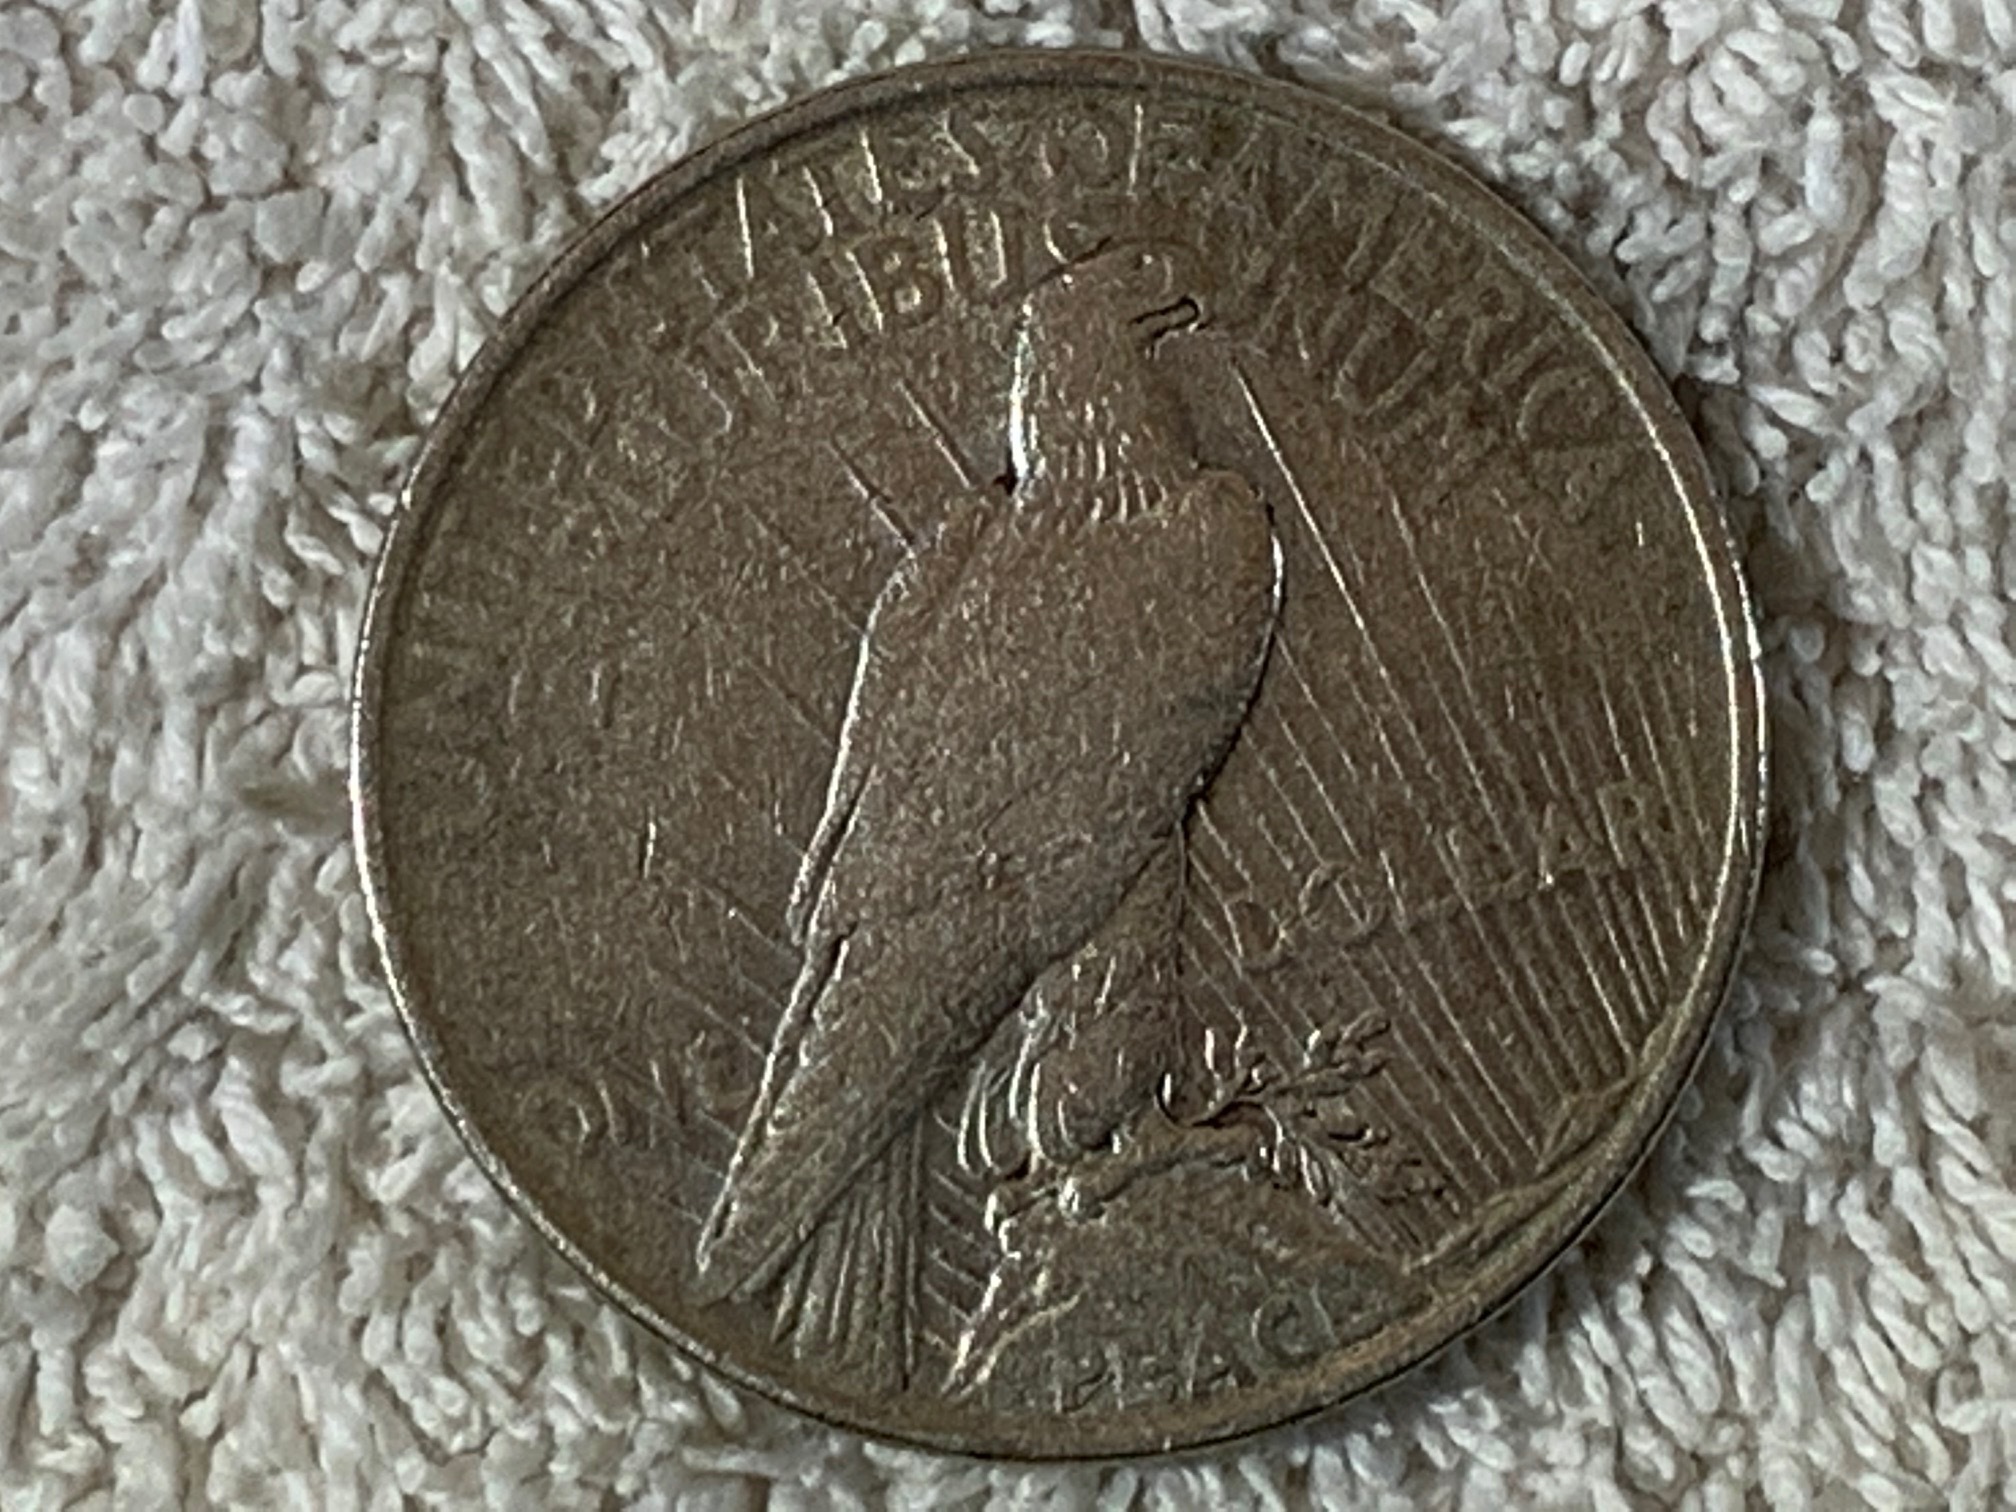 STATES OF AMERICA
PLURIBUS UNUM
DOLLAR
PEACE